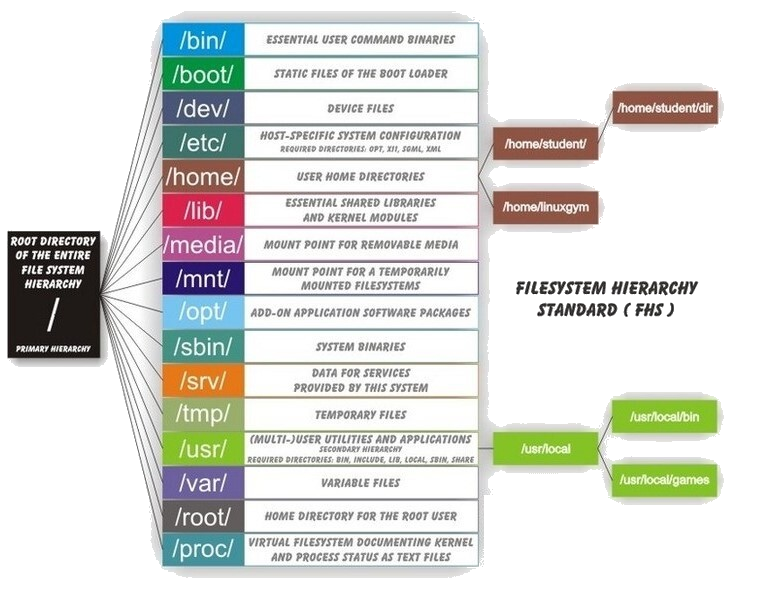 ROOT DIRECTORY
OF THE ENTIRE
FILE SYSTEM
HIERARCHY
/
PRIMARY HIERARCHY
/bin/
ESSENTIAL USER COMMAND BINARIES
/boot/
STATIC FILES OF THE BOOT LOADER
/dev/
DEVICE FILES
/etc/
HOST-SPECIFIC SYSTEM CONFIGURATION
REQUIRED DIRECTORIES: OPT, XII, SGML, XML
/home/
USER HOME DIRECTORIES
/lib/
ESSENTIAL SHARED LIBRARIES
AND KERNEL MODULES
/media/
MOUNT POINT FOR REMOVABLE MEDIA
/mnt/
MOUNT POINT FOR A TEMPORARILY
MOUNTED FILESYSTEMS
/opt/
ADD-ON APPLICATION SOFTWARE PACKAGES
/sbin/
SYSTEM BINARIES
/srv/
DATA FOR SERVICES
PROVIDED BY THIS SYSTEM
/tmp/
TEMPORARY FILES
/usr/
(MULTI-)USER UTILITIES AND APPLICATIONS
SECONDARY HIERARCHY
REQUIRED DIRECTORIES: BIN, INCLUDE, LIB, LOCAL, SBIN, SHARE
/var/
VARIABLE FILES
/root/
HOME DIRECTORY FOR THE ROOT USER
/proc/
VIRTUAL FILESYSTEM DOCUMENTING KERNEL
AND PROCESS STATUS AS TEXT FILES
/home/student/
/home/student/dir
/home/linuxgym
FILESYSTEM HIERARCHY
STANDARD ( FHS )
/usr/local
/usr/local/bin
/usr/local/games